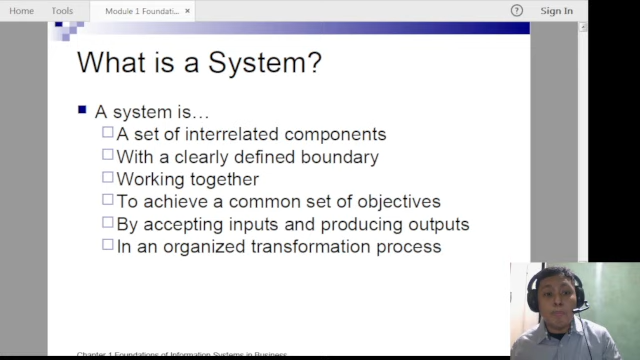 Home Tools Module 1 Foundati... × Sign In
What is a System?
A system is…
A set of interrelated components
With a clearly defined boundary
Working together
To achieve a common set of objectives
By accepting inputs and producing outputs
In an organized transformation process
Chapter 1 Foundations of Information Systems in Business